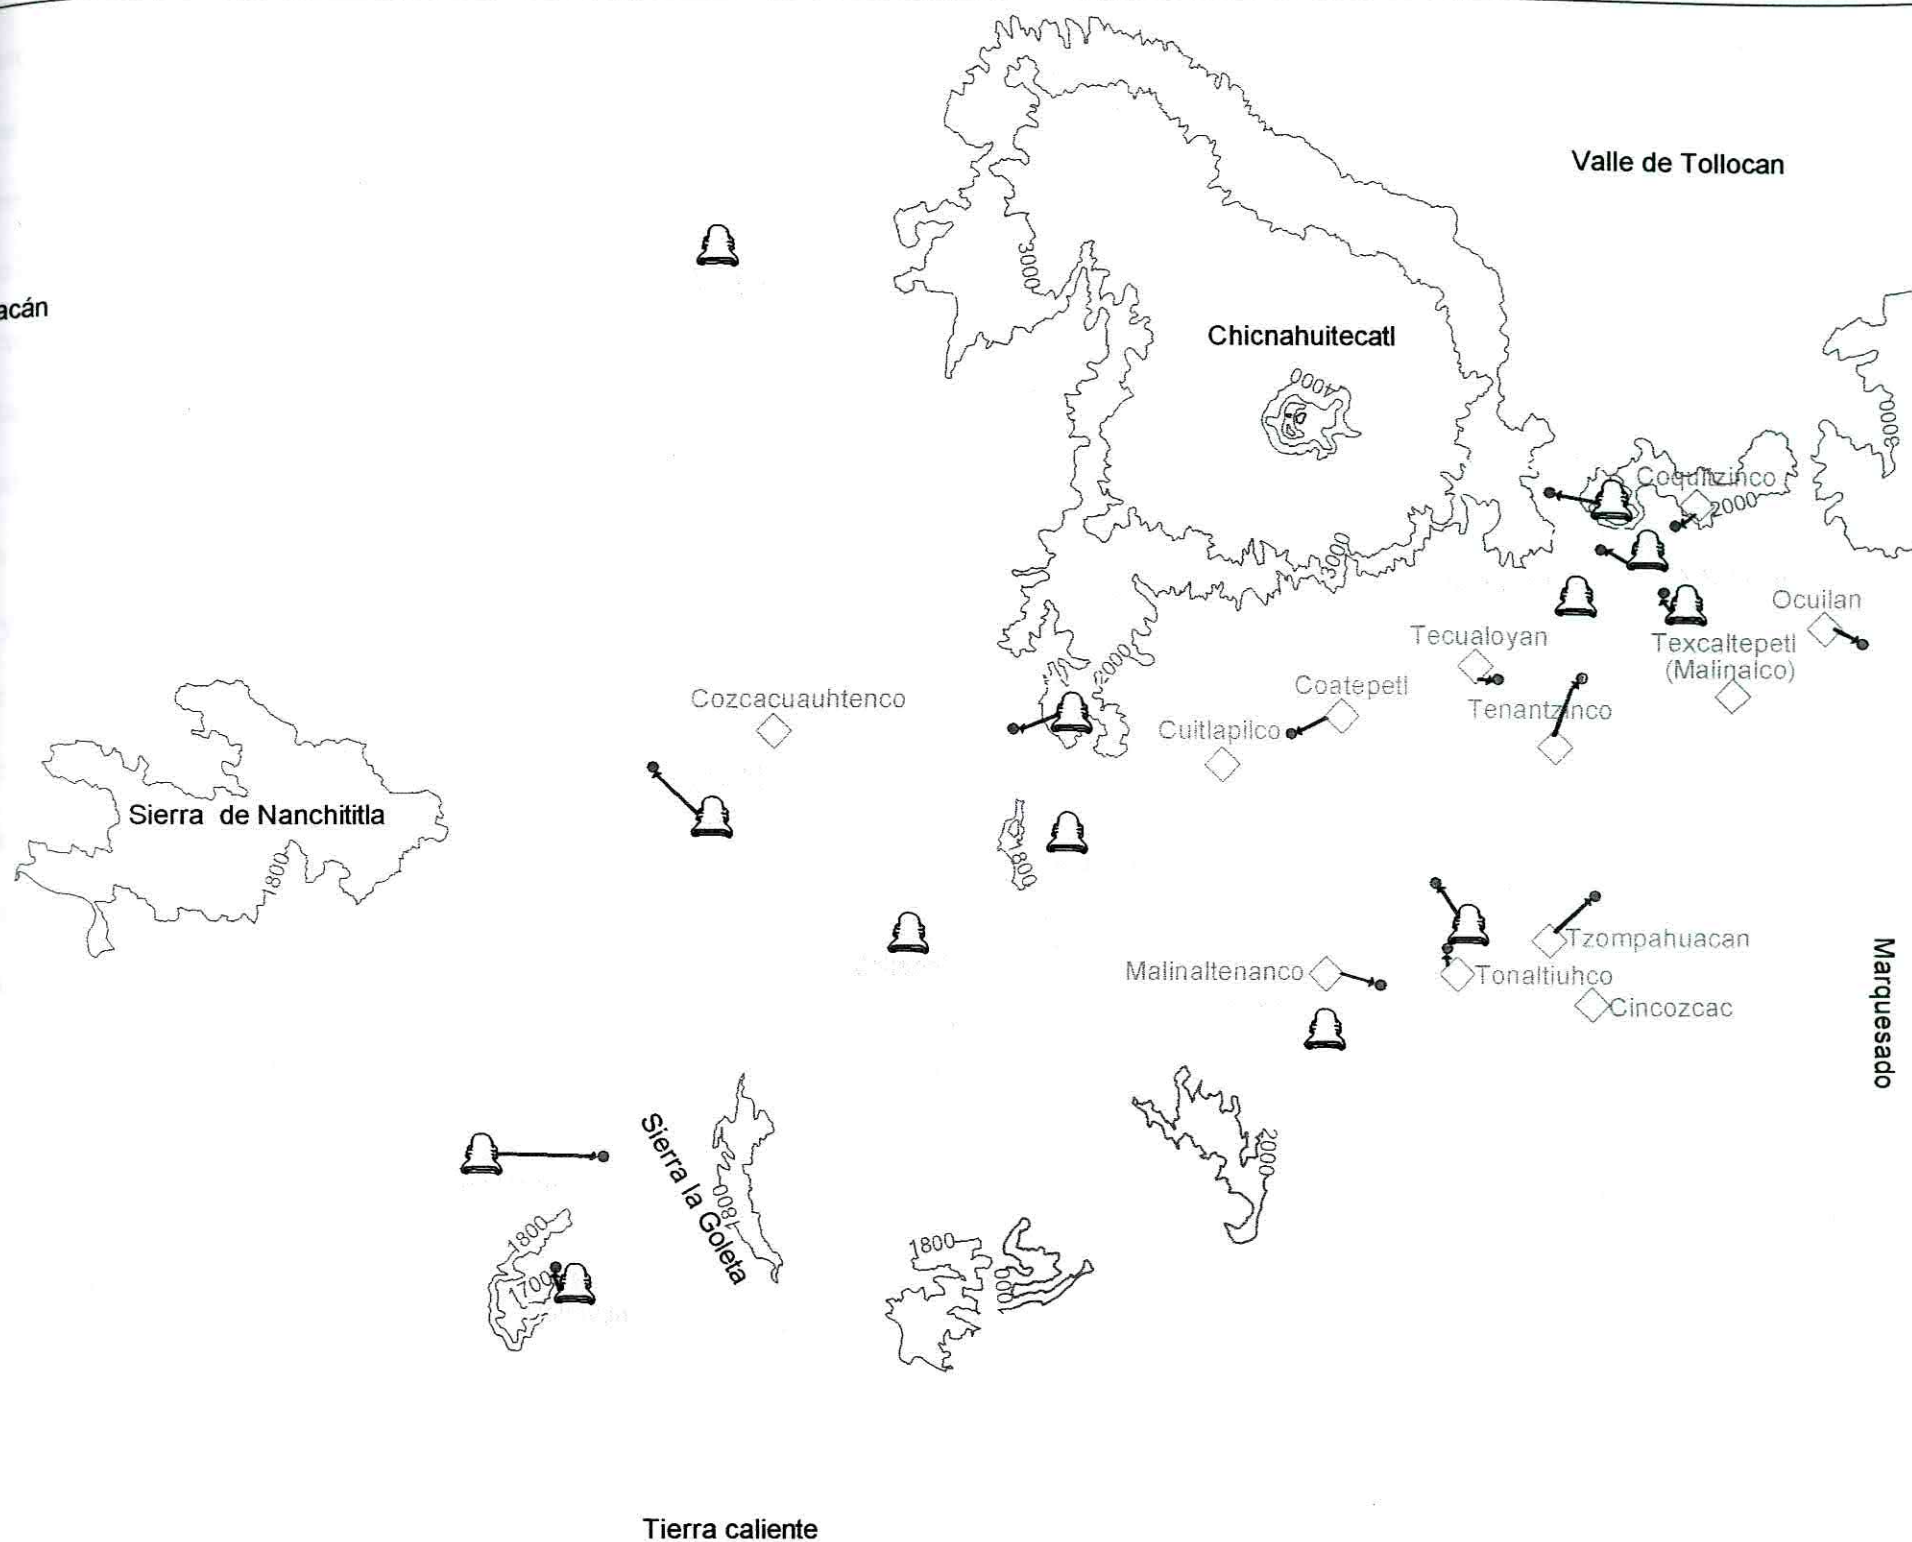 Valle de Tollocan
acán
3000
Chicnahuitecatl
4000
3000
Coquitzinco
2000
3000
Ocuilan
Tecualoyan
Texcaltepetl
(Malinalco)
2000
Coatepetl
Cozcacuauhtenco
Tenantzinco
Cuitlapilco
Sierra de Nanchititla
1800
1800
Tzompahuacan
Malinaltenanco
Tonaltiuhco
Cincozcac
Marquesado
Sierra la Goleta
1800
2000
1800
1800
1700
Tierra caliente